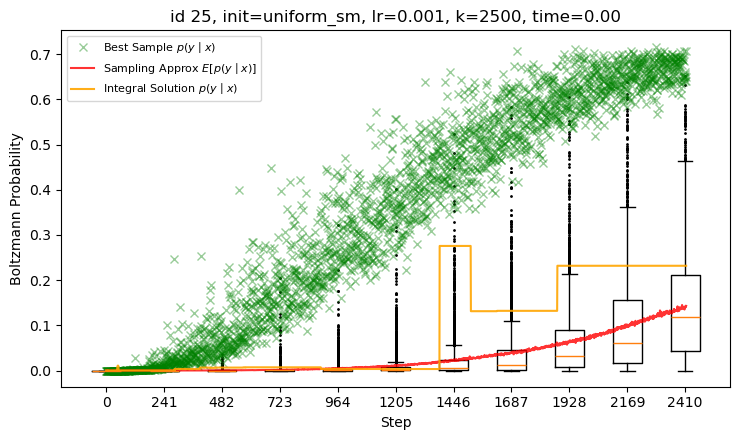 id 25, init=uniform_sm, lr=0.001, k=2500, time=0.00
Best Sample p(y | x)
Sampling Approx E[p(y | x)]
Integral Solution p(y | x)
Boltzmann Probability
0.7
0.6
0.5
0.4
0.3
0.2
0.1
0.0
0 241 482 723 964 1205 1446 1687 1928 2169 2410
Step